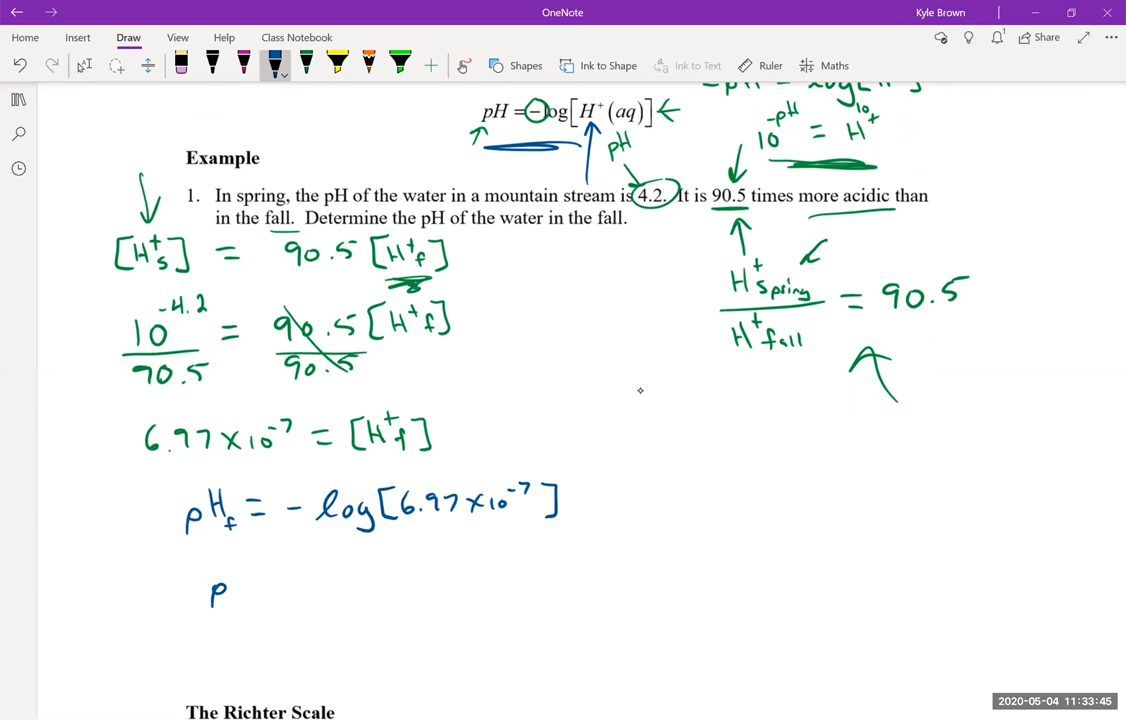 OneNote
Kyle Brown
Home Insert Draw View Help Class Notebook
Share
Shapes Ink to Shape Ink to Text Ruler Maths
pH = -log[H⁺(aq)]
pH
10^-pH = H⁺
Example
1. In spring, the pH of the water in a mountain stream is 4.2. It is 90.5 times more acidic than
in the fall. Determine the pH of the water in the fall.
[H⁺s] = 90.5 [H⁺f]
H⁺spring / H⁺fall = 90.5
10^-4.2 / 90.5 = 90.5 [H⁺f] / 90.5
6.97 × 10⁻⁷ = [H⁺f]
pHf = - log[6.97 × 10⁻⁷]
p
The Richter Scale
2020-05-04 11:33:45